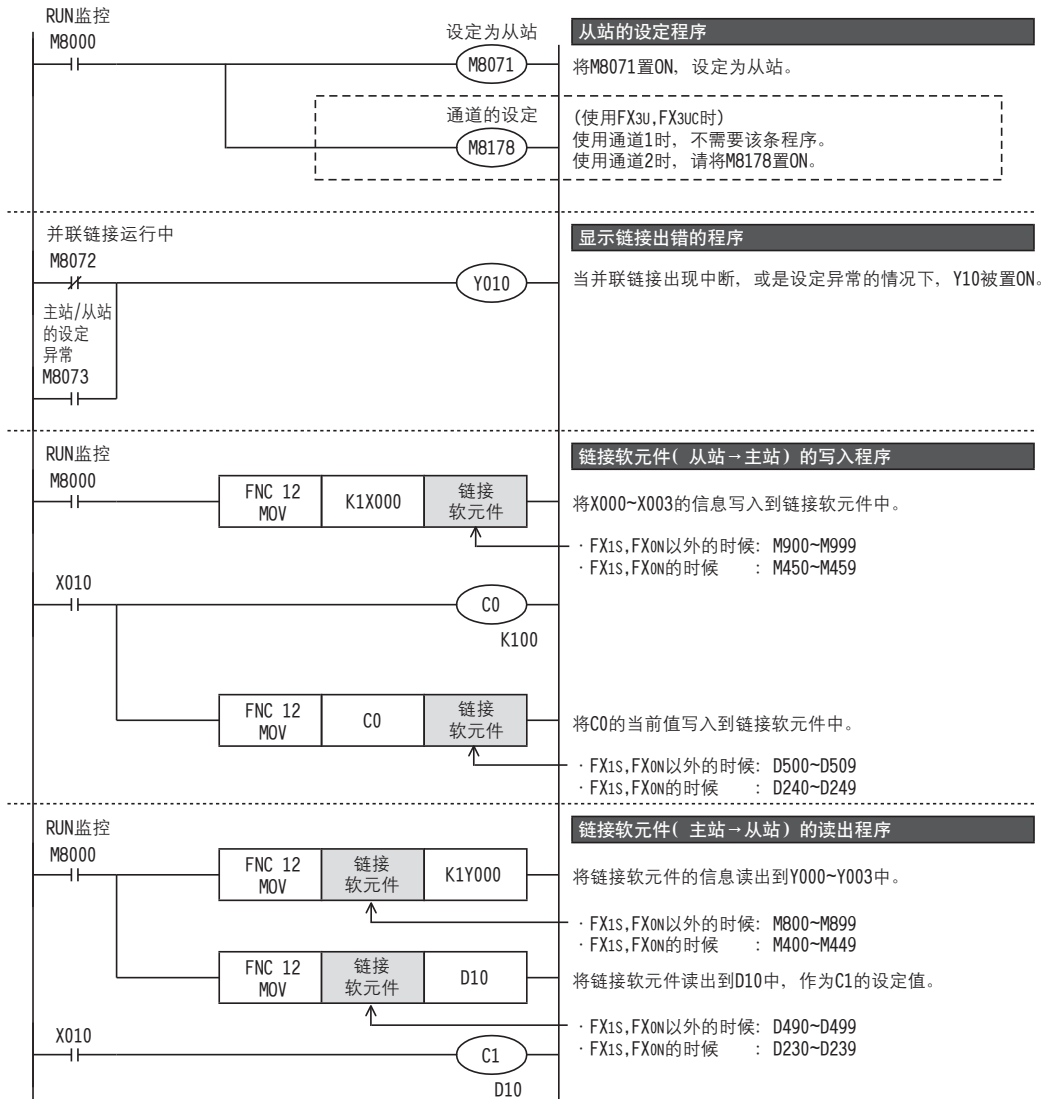 RUN监控
M8000
设定为从站
M8071
从站的设定程序
将M8071置ON，设定为从站。
通道的设定
M8178
(使用FX3U,FX3UC时)
使用通道1时，不需要该条程序。
使用通道2时，请将M8178置ON。
并联链接运行中
M8072
Y010
显示链接出错的程序
当并联链接出现中断，或是设定异常的情况下，Y10被置ON。
主站/从站
的设定
异常
M8073
RUN监控
M8000
FNC 12
MOV
K1X000
链接
软元件
链接软元件( 从站→主站) 的写入程序
将X000~X003的信息写入到链接软元件中。
·FX1S,FX0N以外的时候: M900~M999
·FX1S,FX0N的时候 : M450~M459
X010
C0
K100
FNC 12
MOV
C0
链接
软元件
将C0的当前值写入到链接软元件中。
·FX1S,FX0N以外的时候: D500~D509
·FX1S,FX0N的时候 : D240~D249
RUN监控
M8000
FNC 12
MOV
链接
软元件
K1Y000
链接软元件( 主站→从站) 的读出程序
将链接软元件的信息读出到Y000~Y003中。
·FX1S,FX0N以外的时候: M800~M899
·FX1S,FX0N的时候 : M400~M449
FNC 12
MOV
链接
软元件
D10
将链接软元件读出到D10中，作为C1的设定值。
·FX1S,FX0N以外的时候: D490~D499
·FX1S,FX0N的时候 : D230~D239
X010
C1
D10